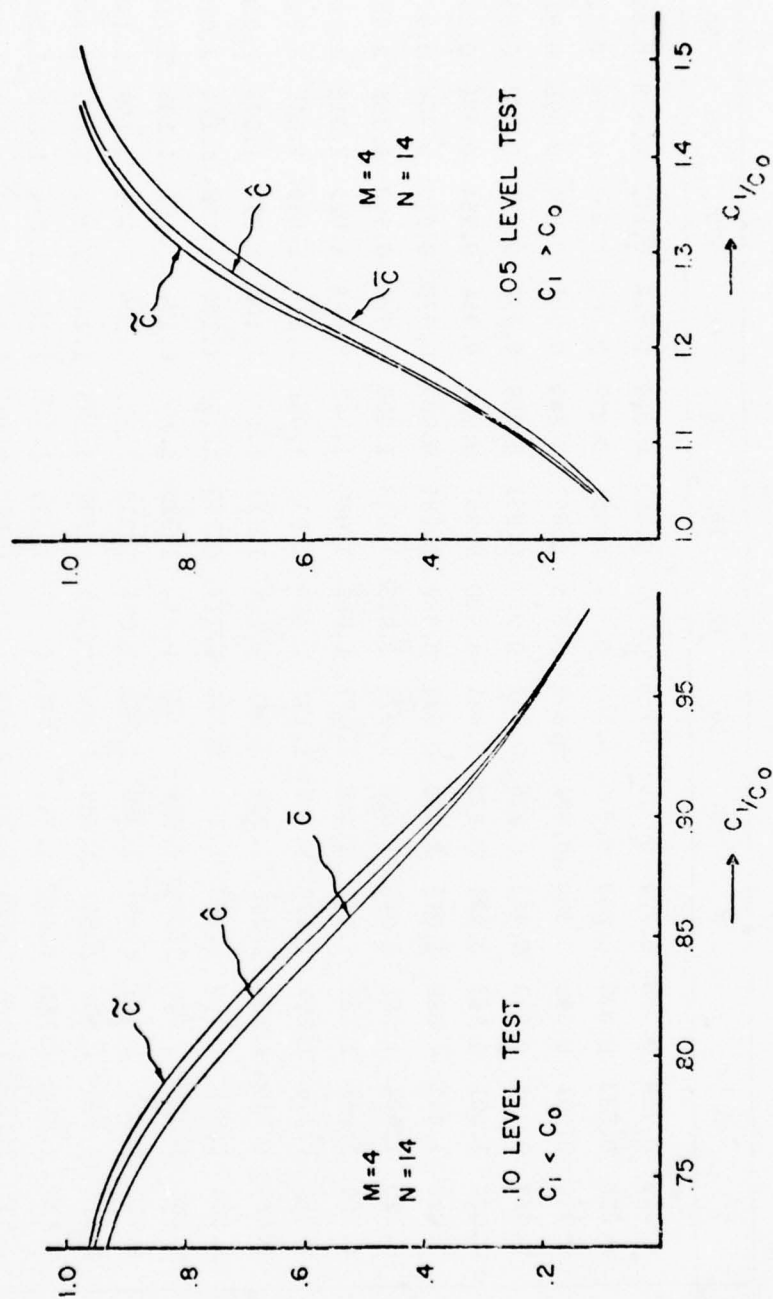 1.0
.8
.6
.4
.2
C̃
Ĉ
C̄
M=4
N=14
.10 LEVEL TEST
C₁ < C₀
.75
.80
.85
.90
.95
→ C₁/C₀
1.0
.8
.6
.4
.2
C̃
Ĉ
C̄
M=4
N=14
.05 LEVEL TEST
C₁ > C₀
1.0
1.1
1.2
1.3
1.4
1.5
→ C₁/C₀